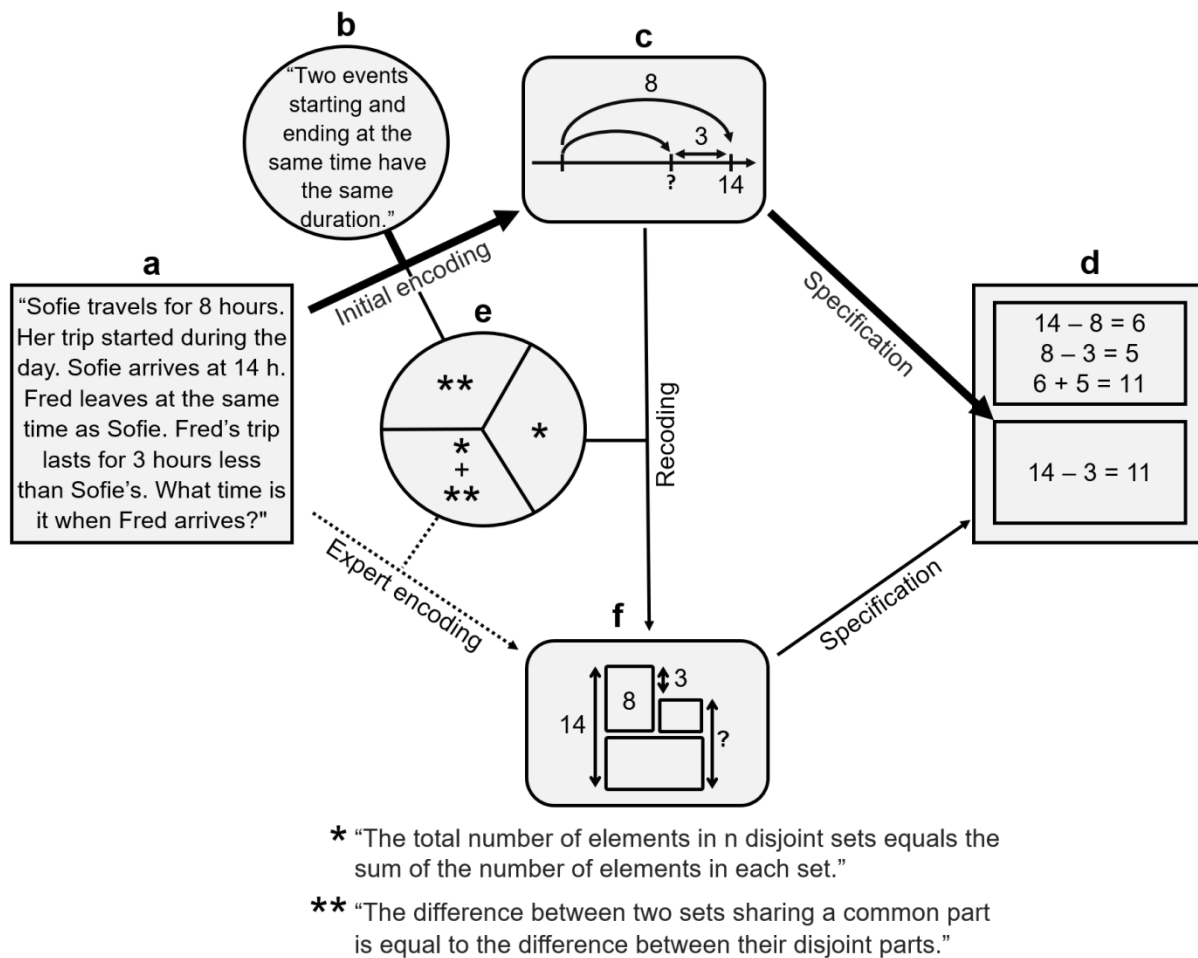 b
“Two events
starting and
ending at the
same time have
the same
duration.”
c
8
3
?
14
a
“Sofie travels for 8 hours.
Her trip started during the
day. Sofie arrives at 14 h.
Fred leaves at the same
time as Sofie. Fred’s trip
lasts for 3 hours less
than Sofie’s. What time is
it when Fred arrives?"
Initial encoding
Specification
d
14 – 8 = 6
8 – 3 = 5
6 + 5 = 11
14 – 3 = 11
e
**
*
*
+
**
Recoding
Expert encoding
Specification
f
14
8
3
?
* “The total number of elements in n disjoint sets equals the
sum of the number of elements in each set.”
** “The difference between two sets sharing a common part
is equal to the difference between their disjoint parts.”